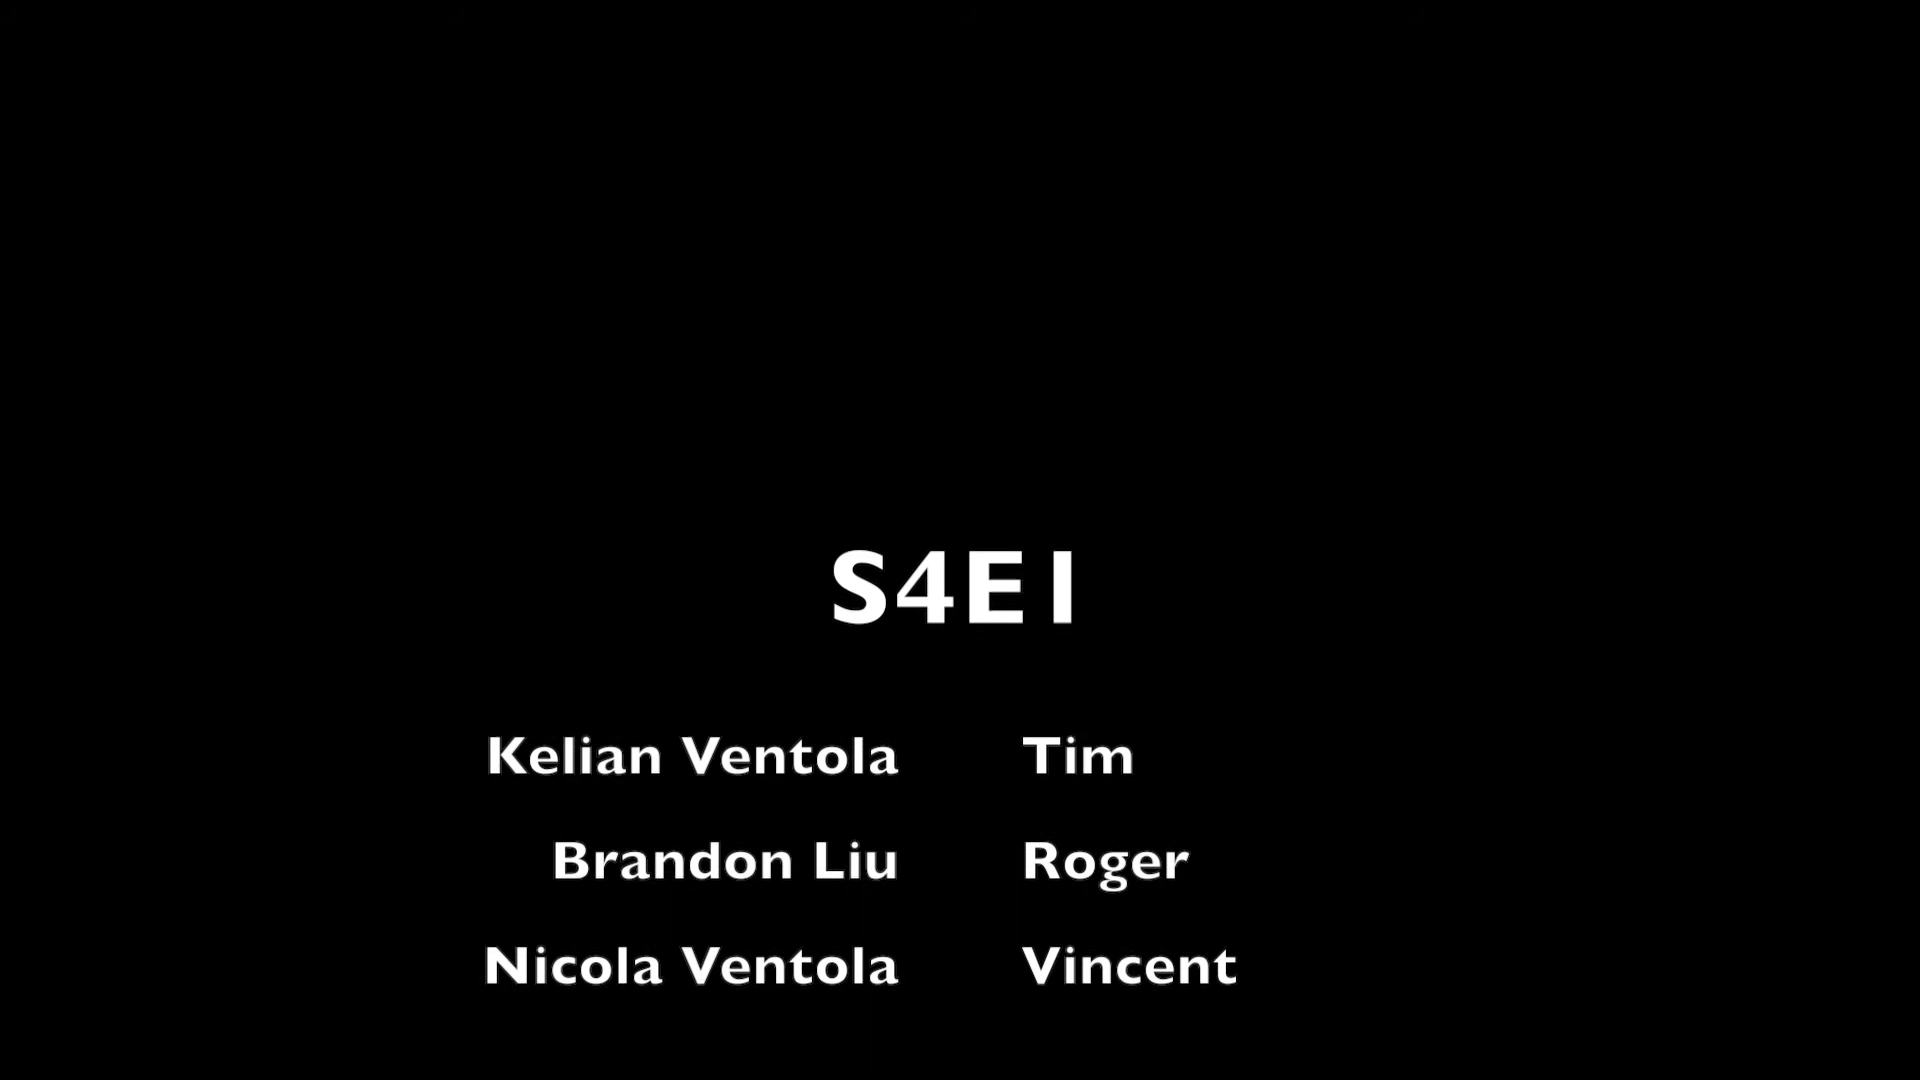 S4E1
Kelian Ventola Tim
Brandon Liu Roger
Nicola Ventola Vincent